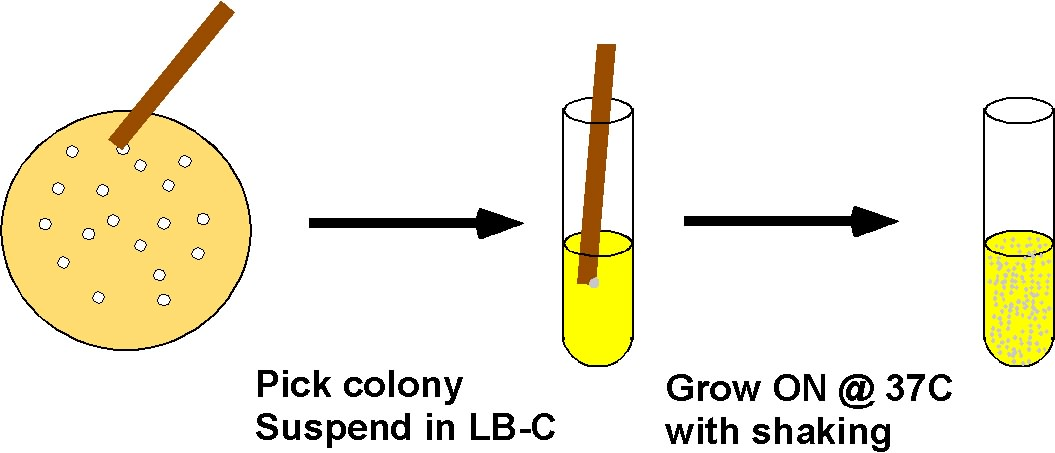 Pick colony
Suspend in LB-C
Grow ON @ 37C
with shaking